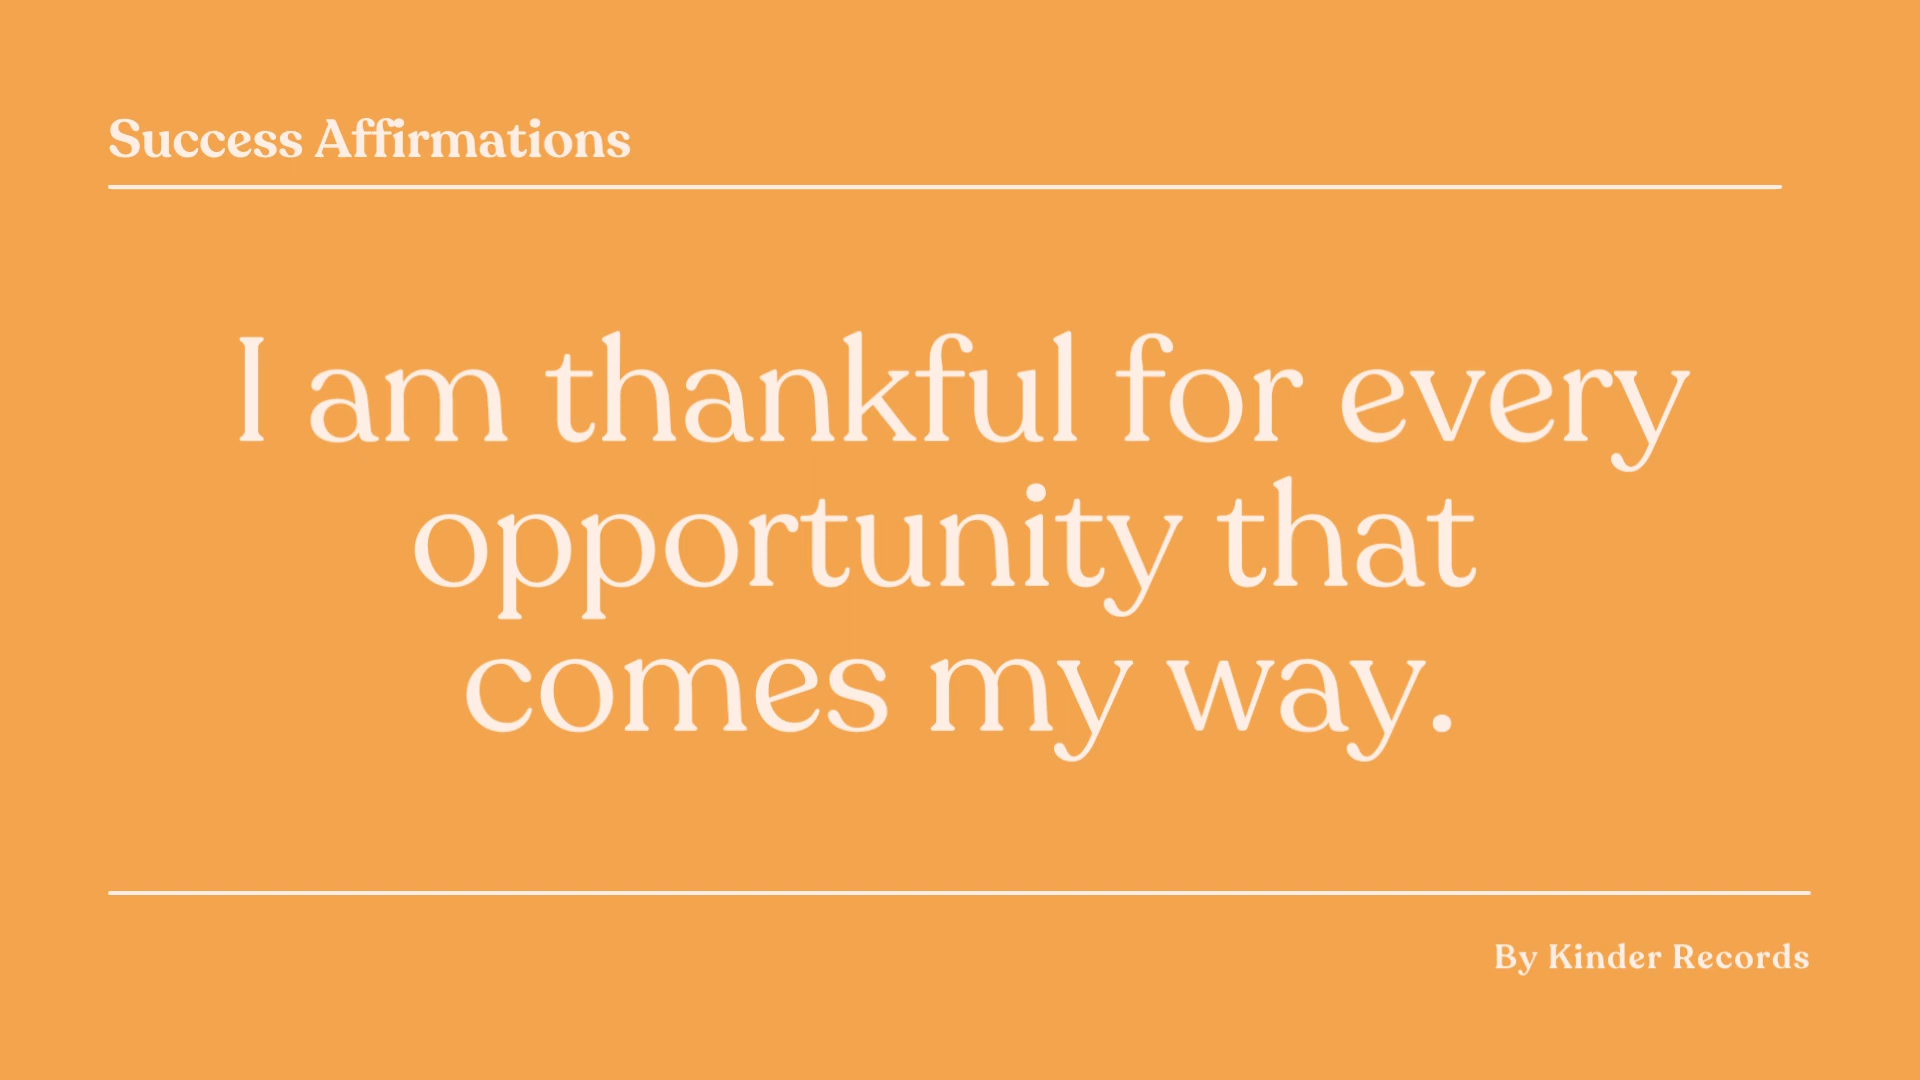 Success Affirmations
I am thankful for every
opportunity that
comes my way.
By Kinder Records